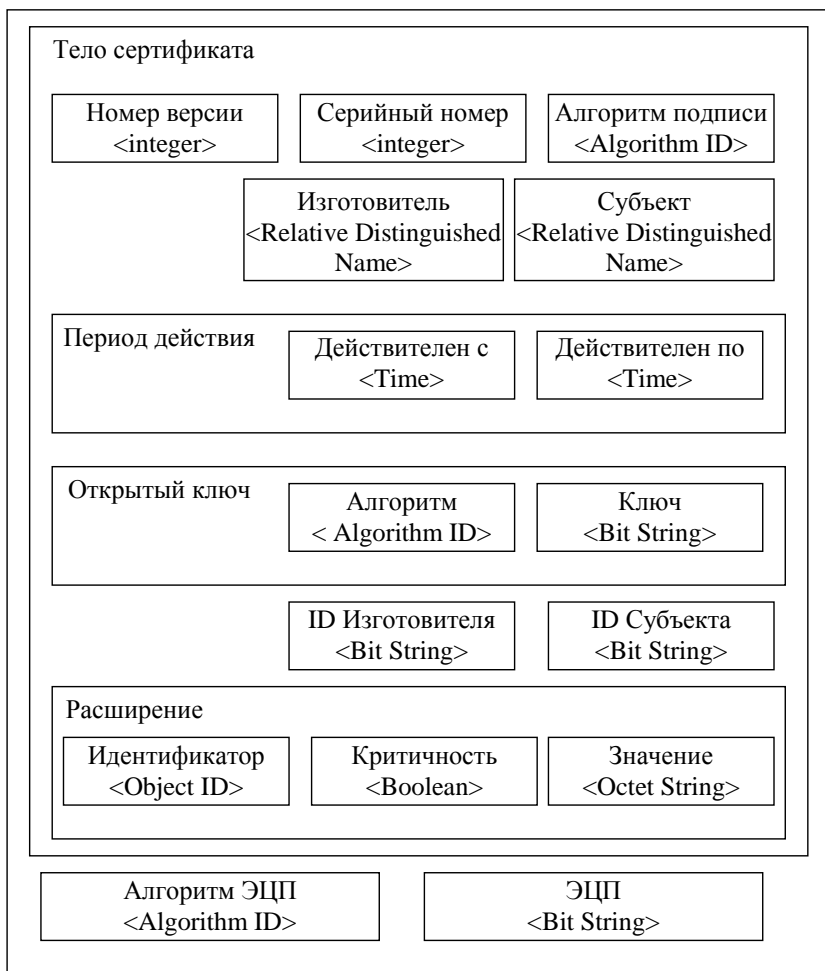 Тело сертификата
Номер версии
<integer>
Серийный номер
<integer>
Алгоритм подписи
<Algorithm ID>
Изготовитель
<Relative Distinguished
Name>
Субъект
<Relative Distinguished
Name>
Период действия
Действителен с
<Time>
Действителен по
<Time>
Открытый ключ
Алгоритм
< Algorithm ID>
Ключ
<Bit String>
ID Изготовителя
<Bit String>
ID Субъекта
<Bit String>
Расширение
Идентификатор
<Object ID>
Критичность
<Boolean>
Значение
<Octet String>
Алгоритм ЭЦП
<Algorithm ID>
ЭЦП
<Bit String>